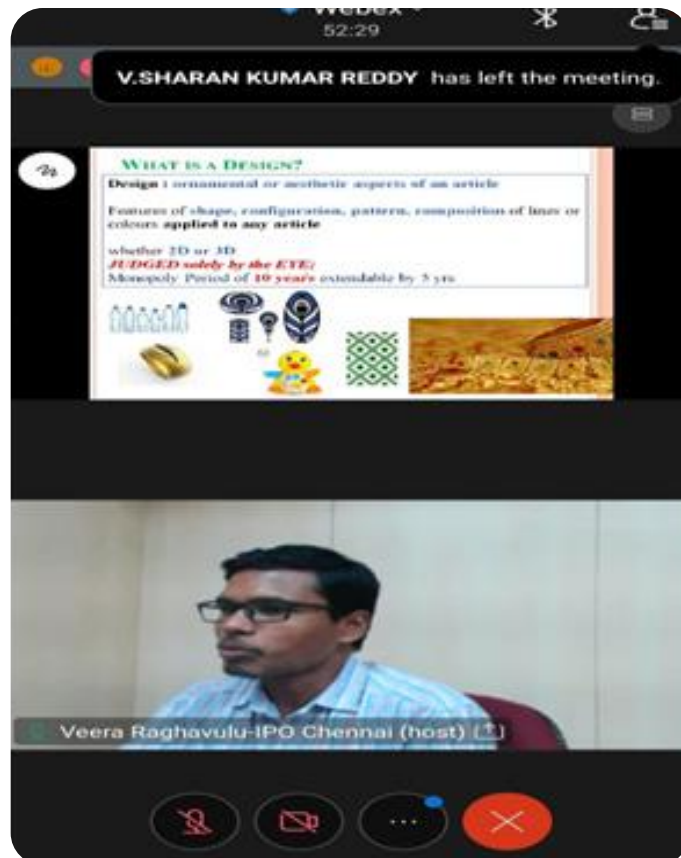 Webex
52:29
V.SHARAN KUMAR REDDY has left the meeting.
WHAT IS A DESIGN?
Design : ornamental or aesthetic aspects of an article
Features of shape, configuration, pattern, composition of lines or
colours applied to any article
whether 2D or 3D
JUDGED solely by the EYE;
Monopoly Period of 10 years extendable by 5 yrs
Veera Raghavulu-IPO Chennai (host)